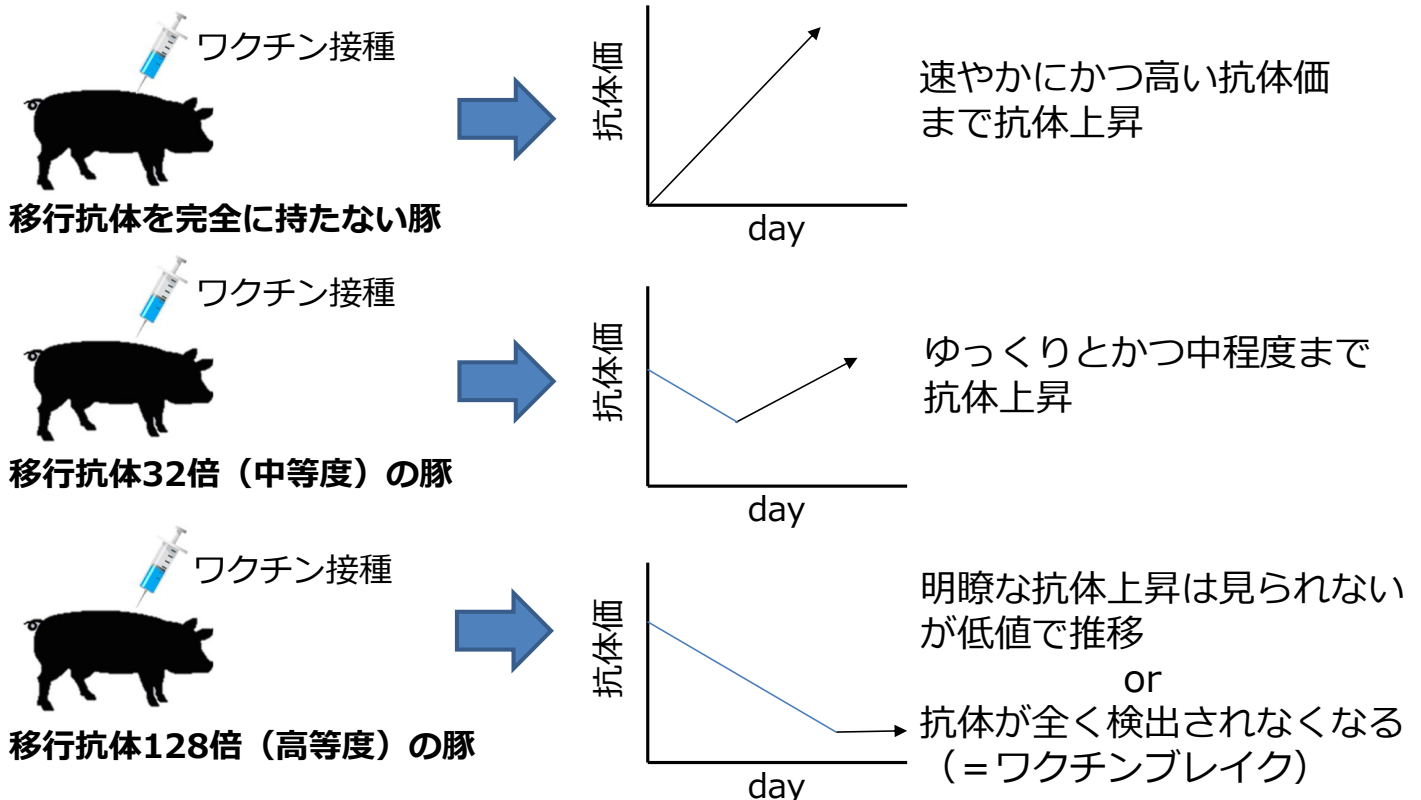 ワクチン接種
抗体価
速やかにかつ高い抗体価
まで抗体上昇
day
移行抗体を完全に持たない豚
ワクチン接種
抗体価
ゆっくりとかつ中程度まで
抗体上昇
day
移行抗体32倍（中等度）の豚
ワクチン接種
抗体価
明瞭な抗体上昇は見られない
が低値で推移
or
抗体が全く検出されなくなる
（＝ワクチンブレイク）
day
移行抗体128倍（高等度）の豚